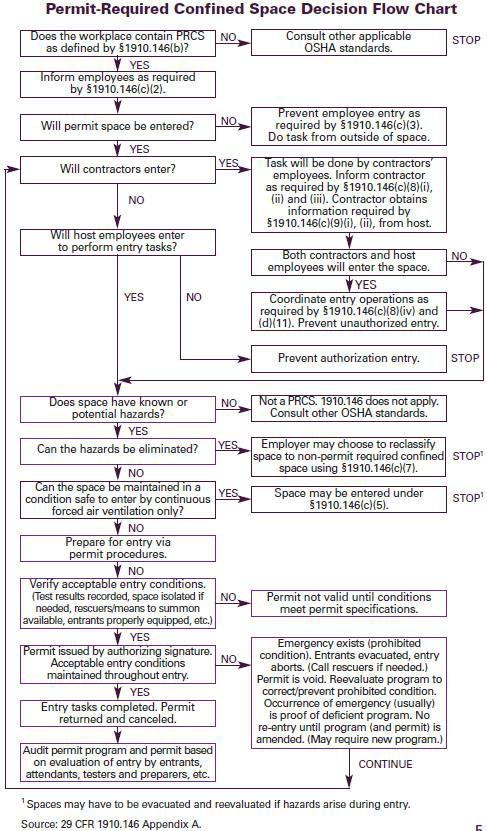 Permit-Required Confined Space Decision Flow Chart
Does the workplace contain PRCS
as defined by §1910.146(b)?
NO
Consult other applicable
OSHA standards.
STOP
YES
Inform employees as required
by §1910.146(c)(2).
Will permit space be entered?
NO
Prevent employee entry as
required by §1910.146(c)(3).
Do task from outside of space.
YES
Will contractors enter?
YES
Task will be done by contractors'
employees. Inform contractor
as required by §1910.146(c)(8)(i),
(ii) and (iii). Contractor obtains
information required by
§1910.146(c)(9)(i), (ii), from host.
NO
Will host employees enter
to perform entry tasks?
Both contractors and host
employees will enter the space.
NO
YES
YES
NO
Coordinate entry operations as
required by §1910.146(c)(8)(iv) and
(d)(11). Prevent unauthorized entry.
Prevent authorization entry.
STOP
Does space have known or
potential hazards?
NO
Not a PRCS. 1910.146 does not apply.
Consult other OSHA standards.
YES
Can the hazards be eliminated?
YES
Employer may choose to reclassify
space to non-permit required confined
space using §1910.146(c)(7).
STOP¹
NO
Can the space be maintained in a
condition safe to enter by continuous
forced air ventilation only?
YES
Space may be entered under
§1910.146(c)(5).
STOP¹
NO
Prepare for entry via
permit procedures.
NO
Verify acceptable entry conditions.
(Test results recorded, space isolated if
needed, rescuers/means to summon
available, entrants properly equipped, etc.)
NO
Permit not valid until conditions
meet permit specifications.
YES
Permit issued by authorizing signature.
Acceptable entry conditions
maintained throughout entry.
NO
Emergency exists (prohibited
condition). Entrants evacuated, entry
aborts. (Call rescuers if needed.)
Permit is void. Reevaluate program to
correct/prevent prohibited condition.
Occurrence of emergency (usually)
is proof of deficient program. No
re-entry until program (and permit) is
amended. (May require new program.)
YES
Entry tasks completed. Permit
returned and canceled.
Audit permit program and permit based
on evaluation of entry by entrants,
attendants, testers and preparers, etc.
CONTINUE
¹ Spaces may have to be evacuated and reevaluated if hazards arise during entry.
Source: 29 CFR 1910.146 Appendix A.
5